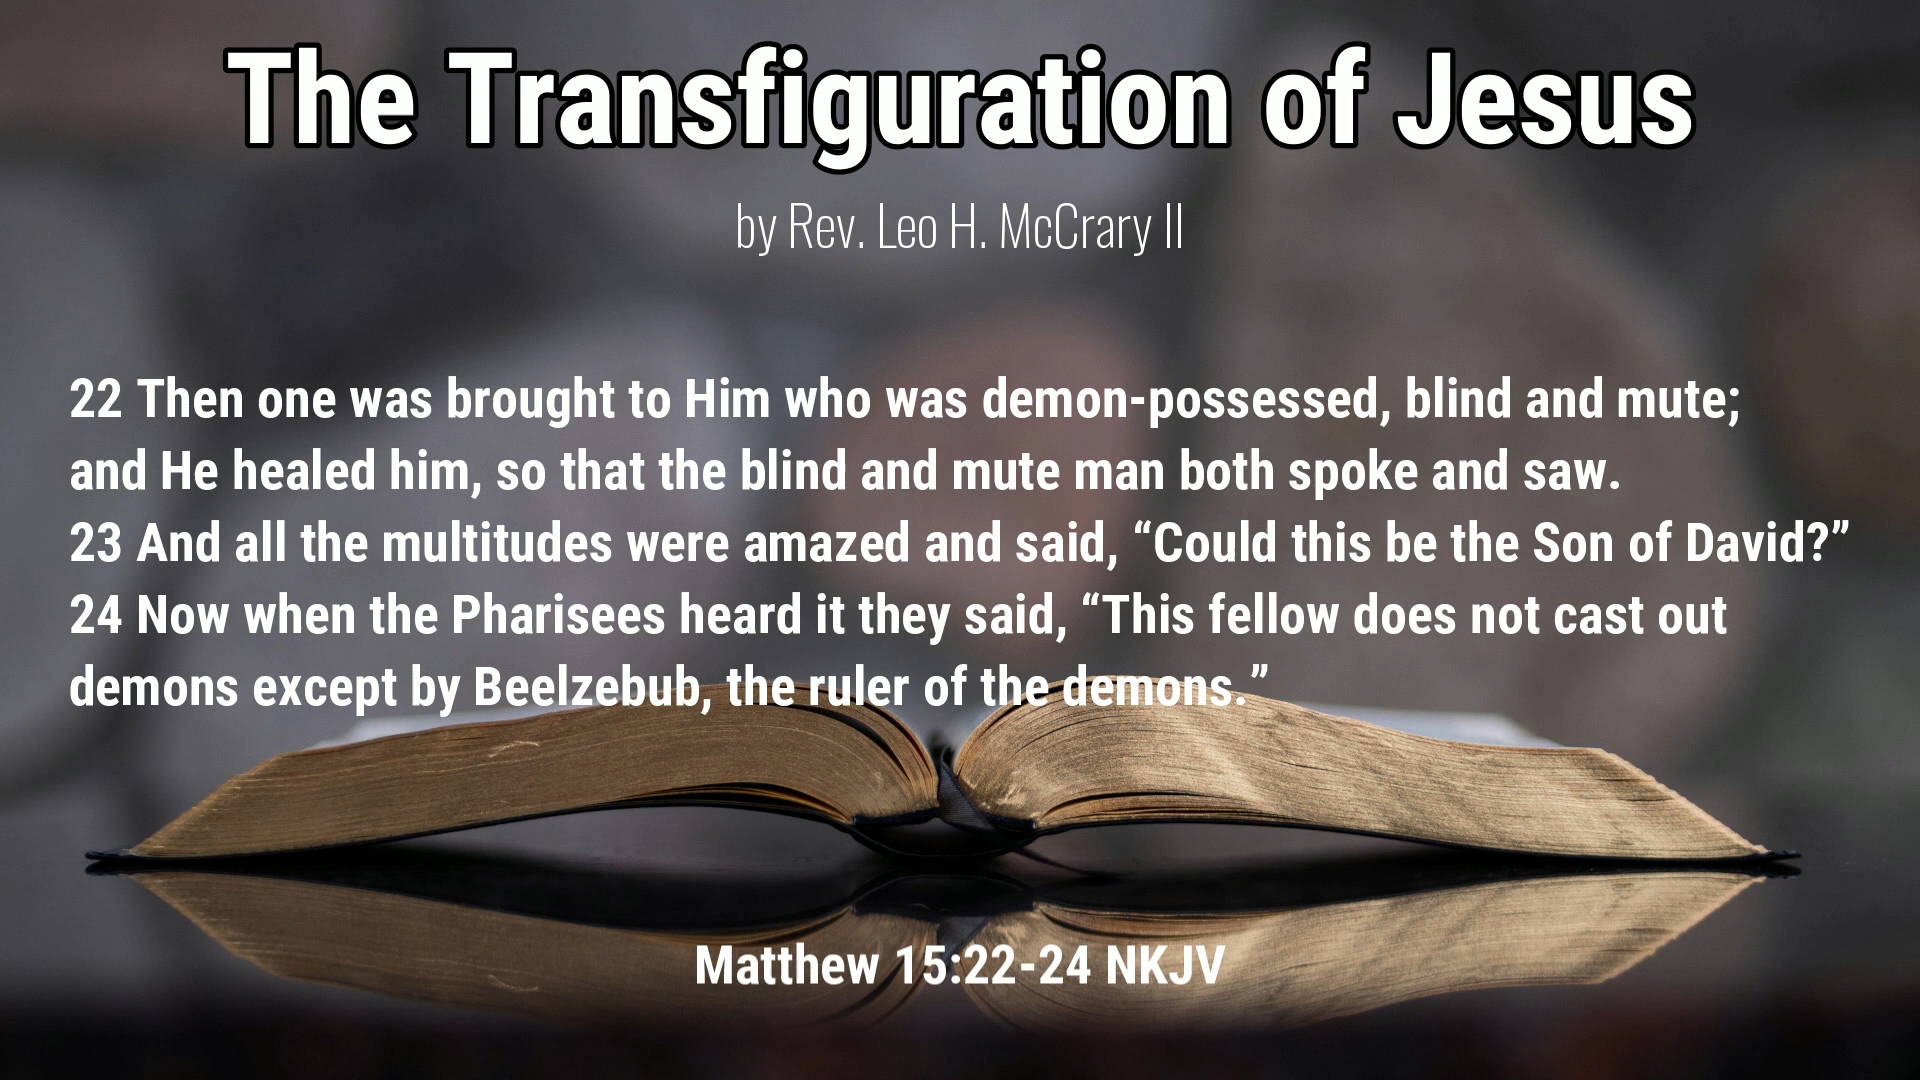 The Transfiguration of Jesus
by Rev. Leo H. McCrary II
22 Then one was brought to Him who was demon-possessed, blind and mute;
and He healed him, so that the blind and mute man both spoke and saw.
23 And all the multitudes were amazed and said, “Could this be the Son of David?”
24 Now when the Pharisees heard it they said, “This fellow does not cast out
demons except by Beelzebub, the ruler of the demons.”
Matthew 15:22-24 NKJV